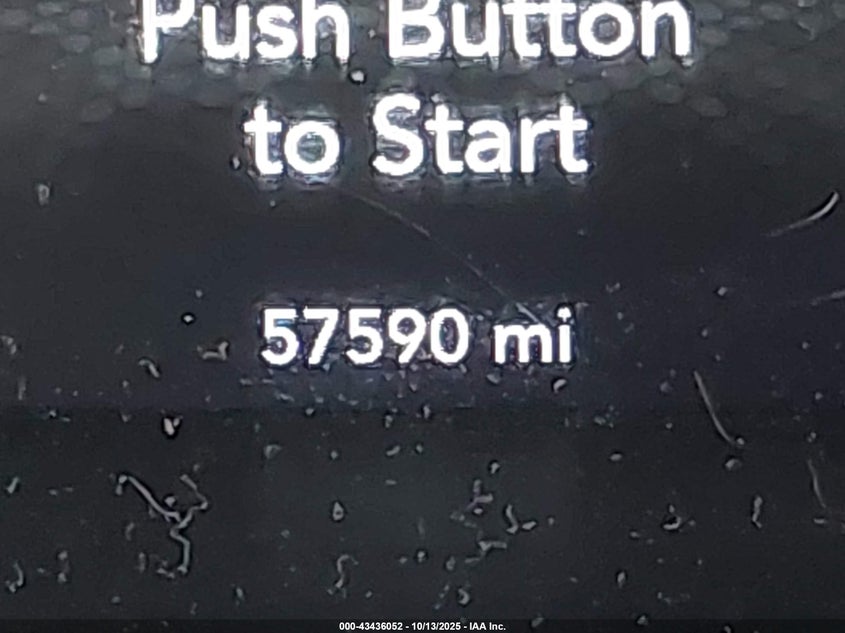 Push Button
to Start
57590 mi
000-43436052 - 10/13/2025 - IAA Inc.